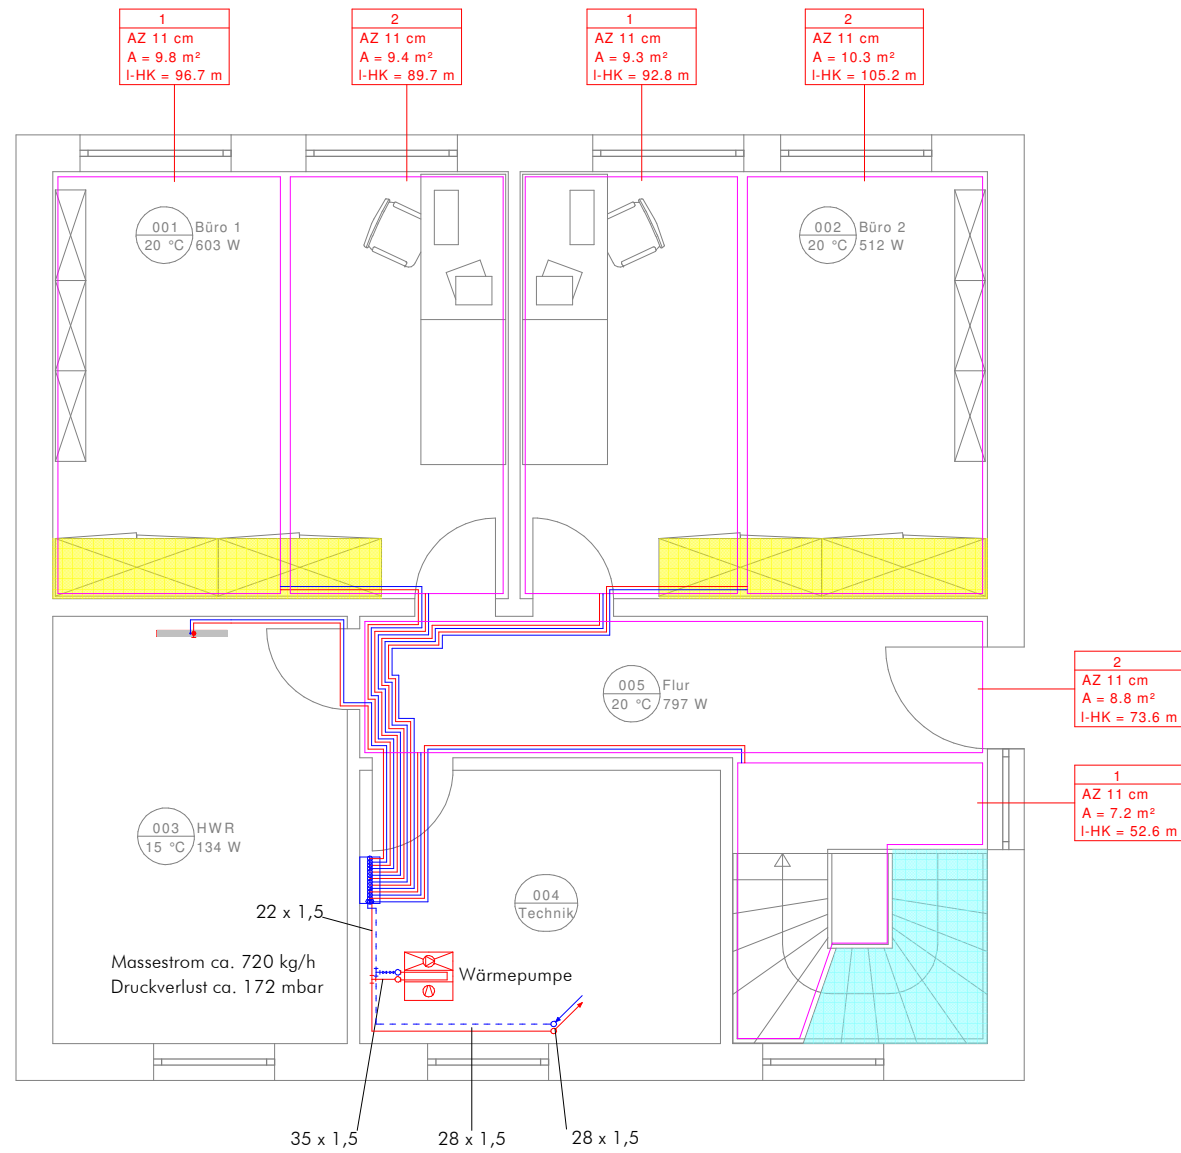 1
AZ 11 cm
A = 9.8 m²
l-HK = 96.7 m
2
AZ 11 cm
A = 9.4 m²
l-HK = 89.7 m
1
AZ 11 cm
A = 9.3 m²
l-HK = 92.8 m
2
AZ 11 cm
A = 10.3 m²
l-HK = 105.2 m
001 Büro 1
20 °C 603 W
002 Büro 2
20 °C 512 W
005 Flur
20 °C 797 W
2
AZ 11 cm
A = 8.8 m²
l-HK = 73.6 m
1
AZ 11 cm
A = 7.2 m²
l-HK = 52.6 m
003 HWR
15 °C 134 W
004
Technik
22 x 1,5
Massestrom ca. 720 kg/h
Druckverlust ca. 172 mbar
Wärmepumpe
35 x 1,5
28 x 1,5
28 x 1,5